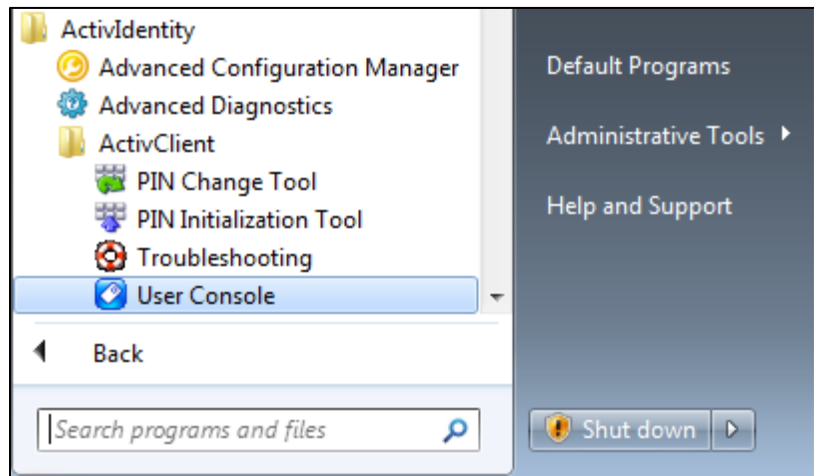 ActivIdentity
Advanced Configuration Manager
Advanced Diagnostics
ActivClient
PIN Change Tool
PIN Initialization Tool
Troubleshooting
User Console
Back
Search programs and files
Default Programs
Administrative Tools
Help and Support
Shut down